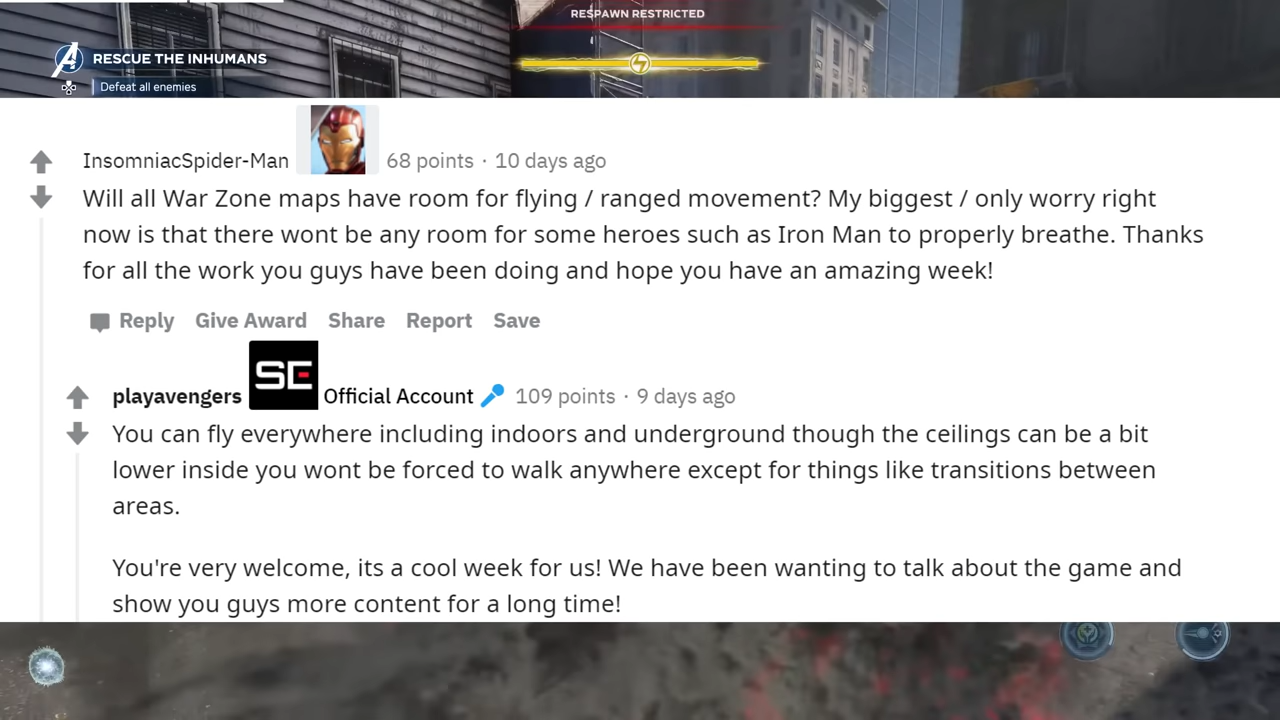 RESPAWN RESTRICTED
RESCUE THE INHUMANS
Defeat all enemies
InsomniacSpider-Man 68 points · 10 days ago
Will all War Zone maps have room for flying / ranged movement? My biggest / only worry right
now is that there wont be any room for some heroes such as Iron Man to properly breathe. Thanks
for all the work you guys have been doing and hope you have an amazing week!
Reply Give Award Share Report Save
playavengers SE Official Account 109 points · 9 days ago
You can fly everywhere including indoors and underground though the ceilings can be a bit
lower inside you wont be forced to walk anywhere except for things like transitions between
areas.
You're very welcome, its a cool week for us! We have been wanting to talk about the game and
show you guys more content for a long time!